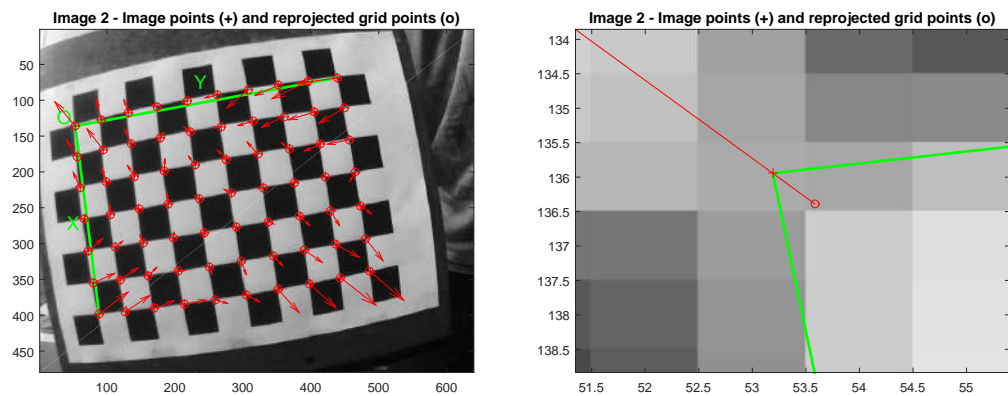 Image 2 - Image points (+) and reprojected grid points (o)
50
100
150
200
250
300
350
400
450
100 200 300 400 500 600
O
Y
X
Image 2 - Image points (+) and reprojected grid points (o)
134
134.5
135
135.5
136
136.5
137
137.5
138
138.5
51.5 52 52.5 53 53.5 54 54.5 55